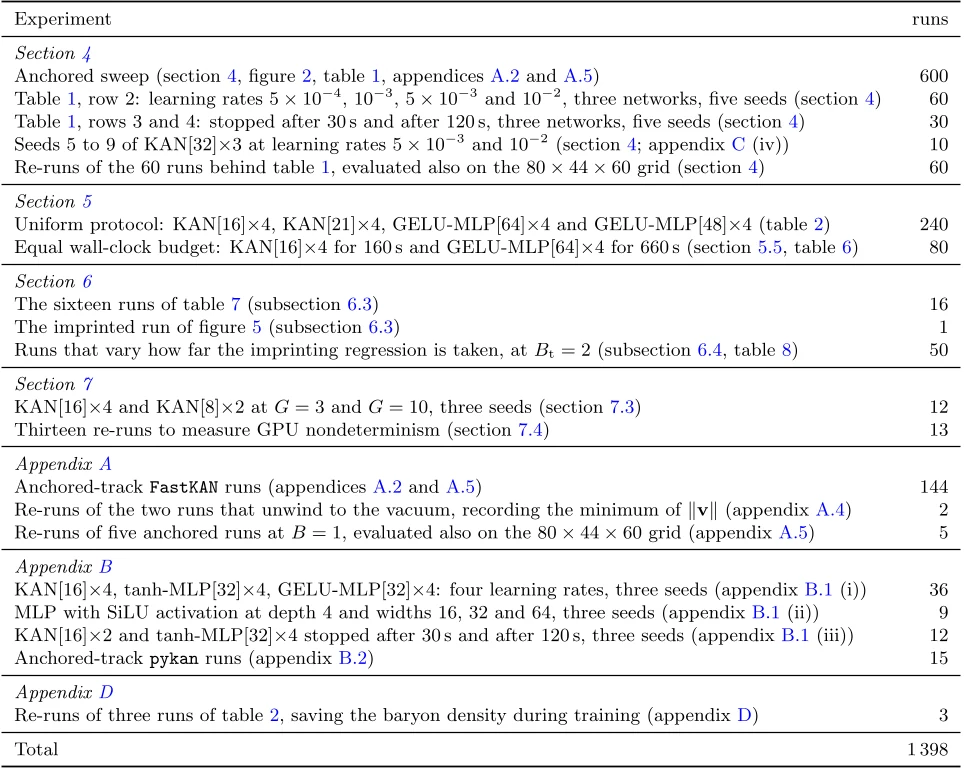 Experiment runs
Section 4
Anchored sweep (section 4, figure 2, table 1, appendices A.2 and A.5) 600
Table 1, row 2: learning rates 5 × 10⁻⁴, 10⁻³, 5 × 10⁻³ and 10⁻², three networks, five seeds (section 4) 60
Table 1, rows 3 and 4: stopped after 30 s and after 120 s, three networks, five seeds (section 4) 30
Seeds 5 to 9 of KAN[32]×3 at learning rates 5 × 10⁻³ and 10⁻² (section 4; appendix C (iv)) 10
Re-runs of the 60 runs behind table 1, evaluated also on the 80 × 44 × 60 grid (section 4) 60
Section 5
Uniform protocol: KAN[16]×4, KAN[21]×4, GELU-MLP[64]×4 and GELU-MLP[48]×4 (table 2) 240
Equal wall-clock budget: KAN[16]×4 for 160 s and GELU-MLP[64]×4 for 660 s (section 5.5, table 6) 80
Section 6
The sixteen runs of table 7 (subsection 6.3) 16
The imprinted run of figure 5 (subsection 6.3) 1
Runs that vary how far the imprinting regression is taken, at Bₜ = 2 (subsection 6.4, table 8) 50
Section 7
KAN[16]×4 and KAN[8]×2 at G = 3 and G = 10, three seeds (section 7.3) 12
Thirteen re-runs to measure GPU nondeterminism (section 7.4) 13
Appendix A
Anchored-track FastKAN runs (appendices A.2 and A.5) 144
Re-runs of the two runs that unwind to the vacuum, recording the minimum of ‖v‖ (appendix A.4) 2
Re-runs of five anchored runs at B = 1, evaluated also on the 80 × 44 × 60 grid (appendix A.5) 5
Appendix B
KAN[16]×4, tanh-MLP[32]×4, GELU-MLP[32]×4: four learning rates, three seeds (appendix B.1 (i)) 36
MLP with SiLU activation at depth 4 and widths 16, 32 and 64, three seeds (appendix B.1 (ii)) 9
KAN[16]×2 and tanh-MLP[32]×4 stopped after 30 s and after 120 s, three seeds (appendix B.1 (iii)) 12
Anchored-track pykan runs (appendix B.2) 15
Appendix D
Re-runs of three runs of table 2, saving the baryon density during training (appendix D) 3
Total 1 398